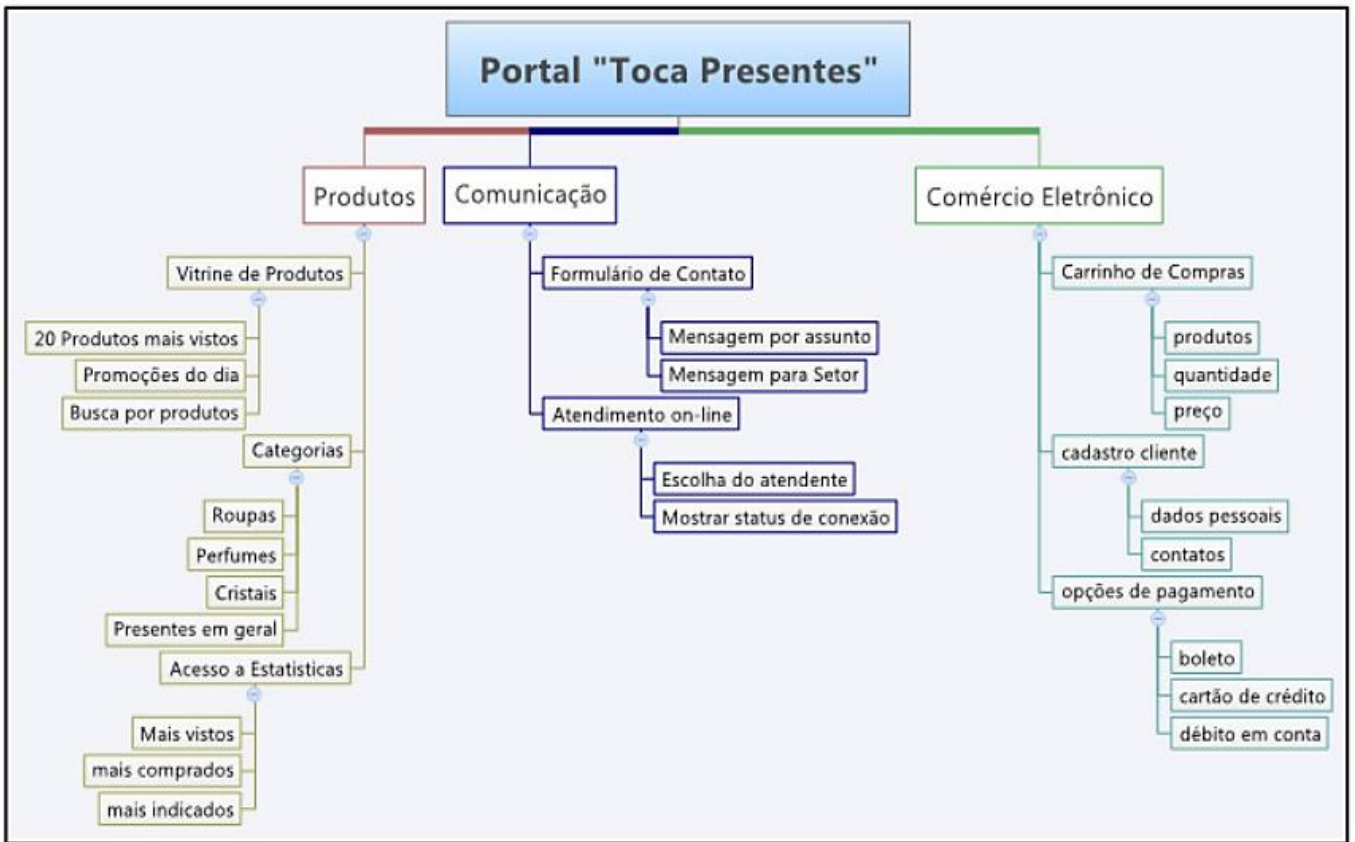 Portal "Toca Presentes"
Produtos
Vitrine de Produtos
20 Produtos mais vistos
Promoções do dia
Busca por produtos
Categorias
Roupas
Perfumes
Cristais
Presentes em geral
Acesso a Estatisticas
Mais vistos
mais comprados
mais indicados
Comunicação
Formulário de Contato
Mensagem por assunto
Mensagem para Setor
Atendimento on-line
Escolha do atendente
Mostrar status de conexão
Comércio Eletrônico
Carrinho de Compras
produtos
quantidade
preço
cadastro cliente
dados pessoais
contatos
opções de pagamento
boleto
cartão de crédito
débito em conta